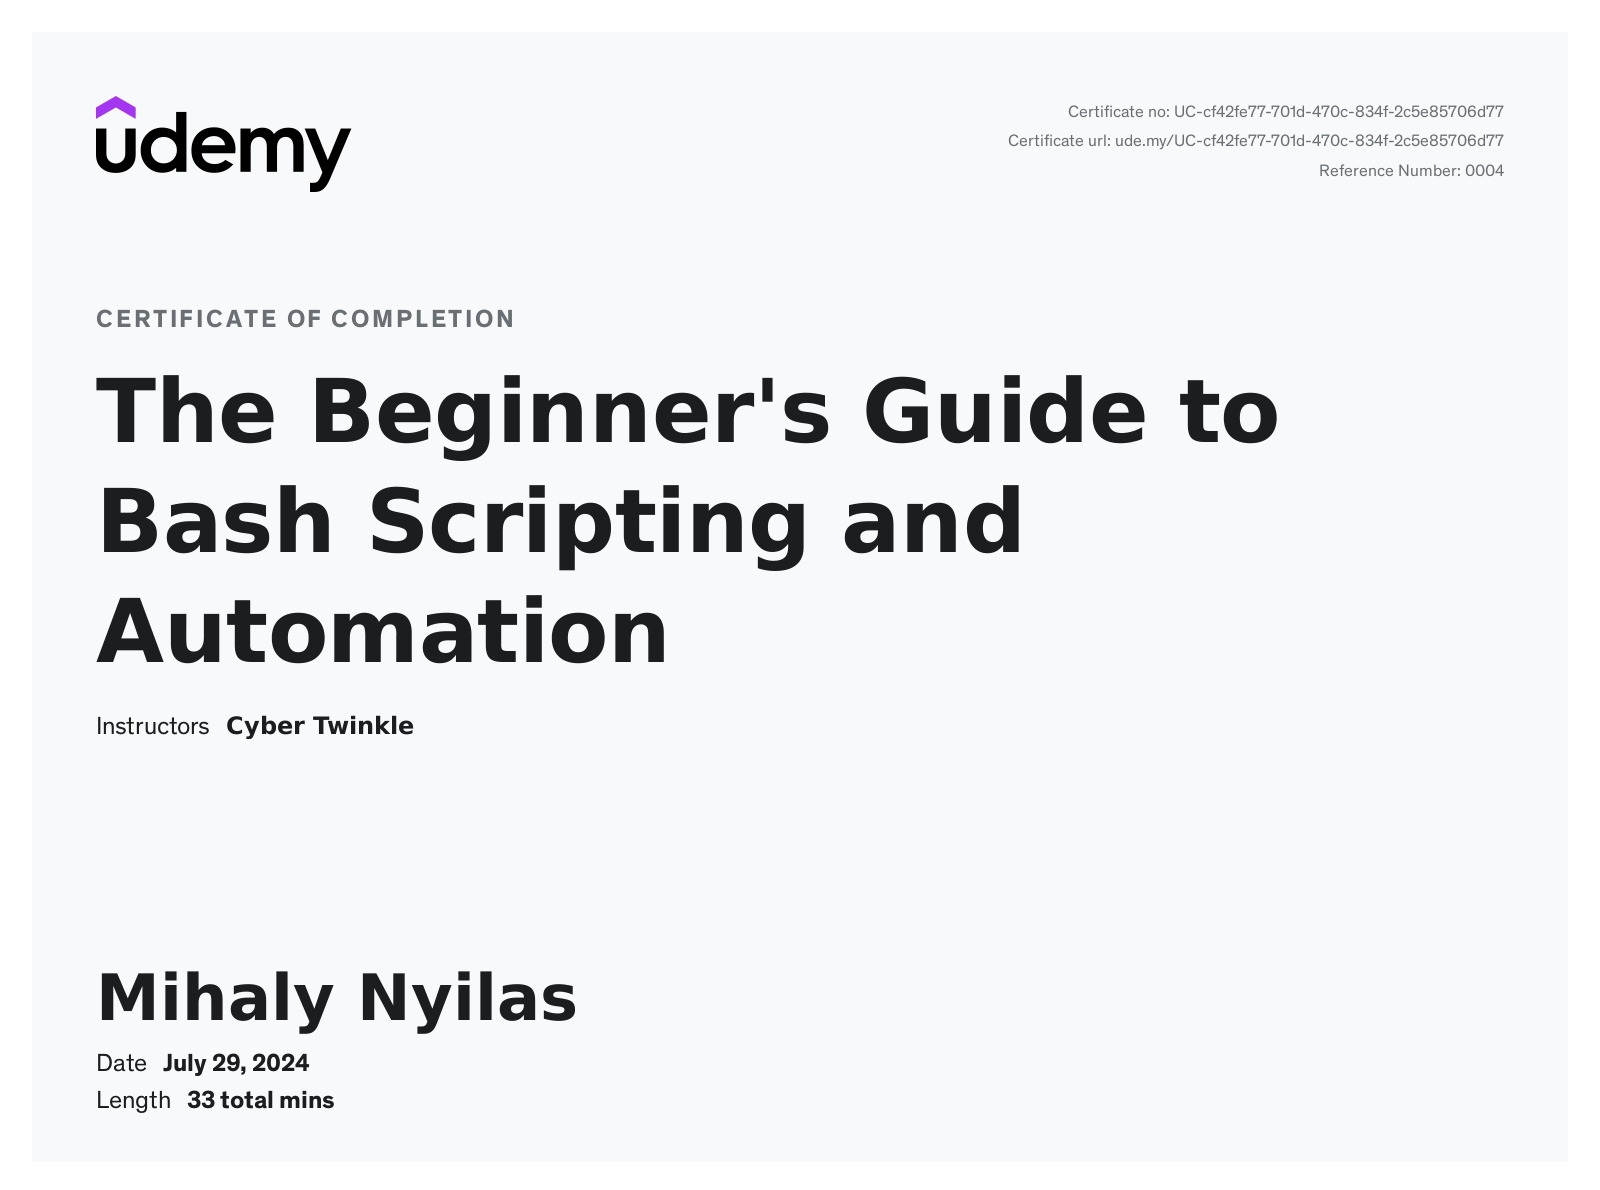 udemy
Certificate no: UC-cf42fe77-701d-470c-834f-2c5e85706d77
Certificate url: ude.my/UC-cf42fe77-701d-470c-834f-2c5e85706d77
Reference Number: 0004
CERTIFICATE OF COMPLETION
The Beginner's Guide to
Bash Scripting and
Automation
Instructors Cyber Twinkle
Mihaly Nyilas
Date July 29, 2024
Length 33 total mins